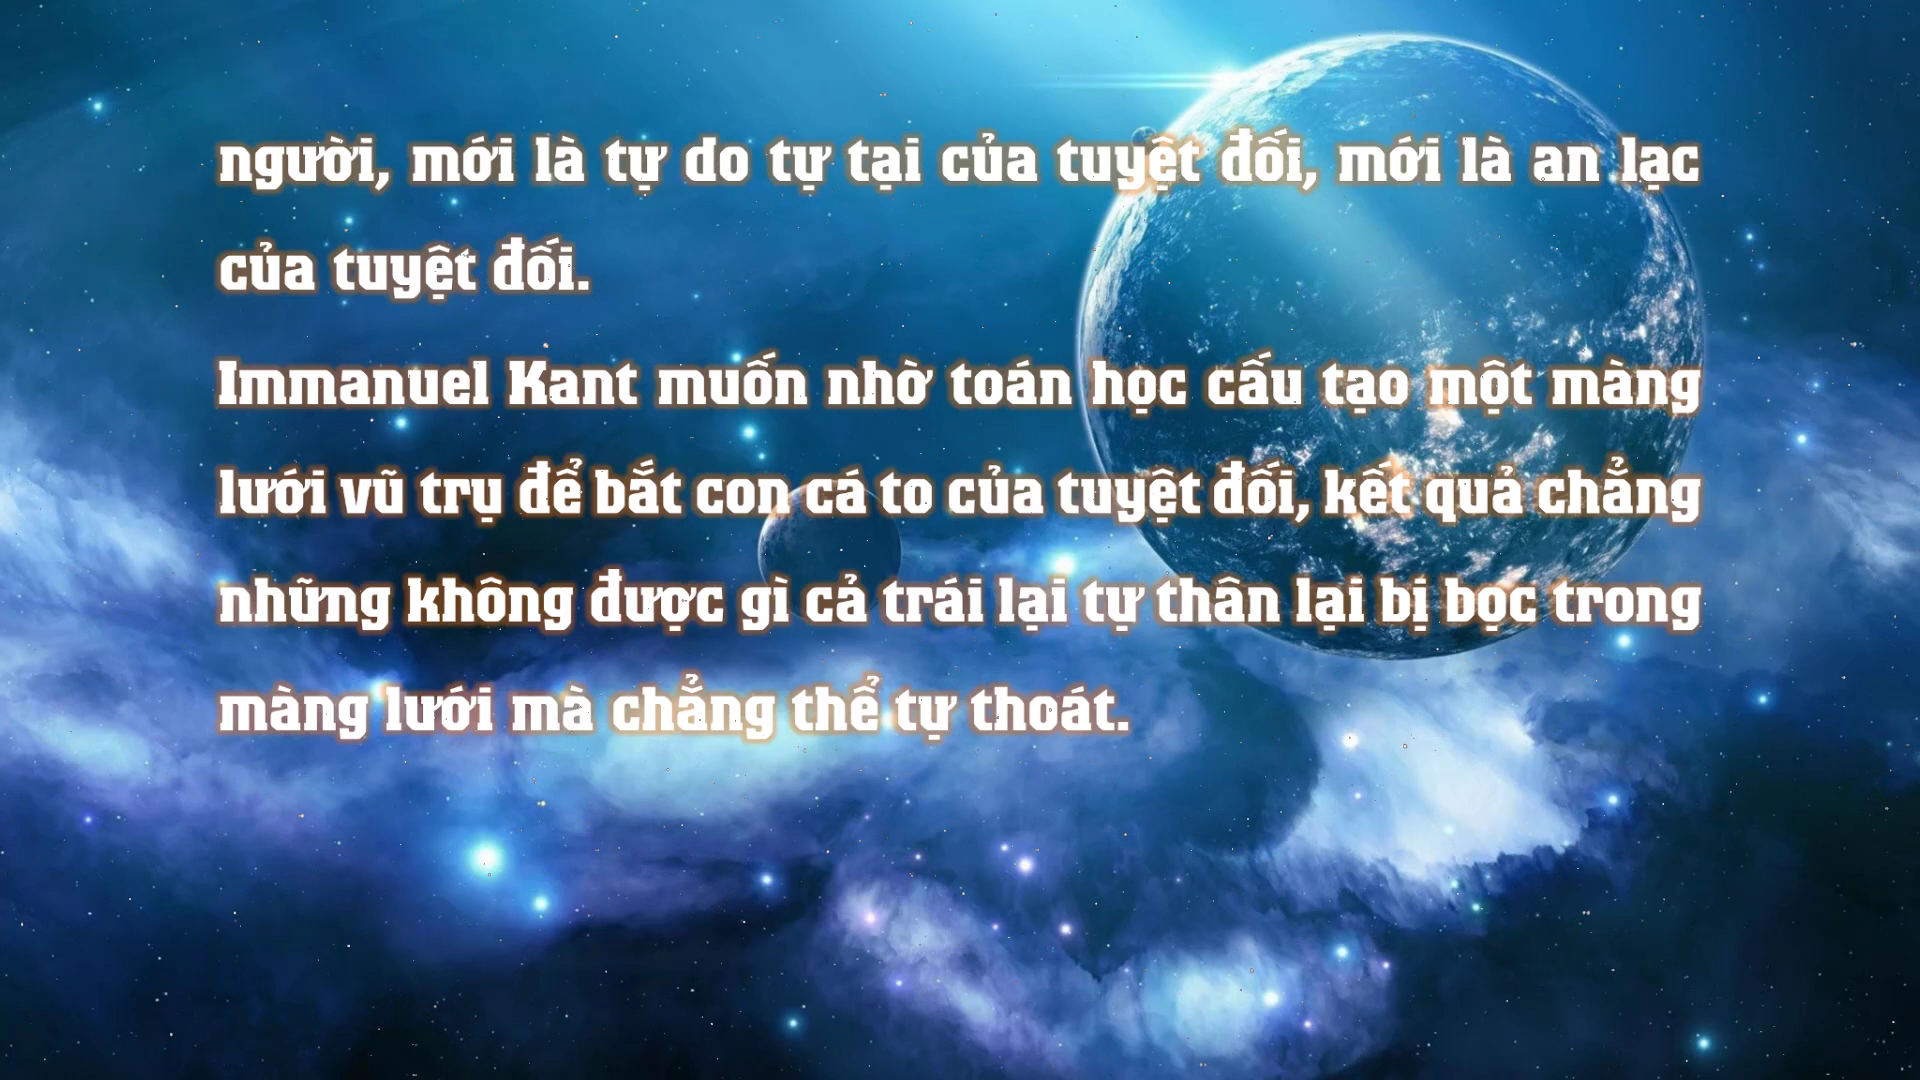 người, mới là tự do tự tại của tuyệt đối, mới là an lạc
của tuyệt đối.
Immanuel Kant muốn nhờ toán học cấu tạo một màng
lưới vũ trụ để bắt con cá to của tuyệt đối, kết quả chẳng
những không được gì cả trái lại tự thân lại bị bọc trong
màng lưới mà chẳng thể tự thoát.